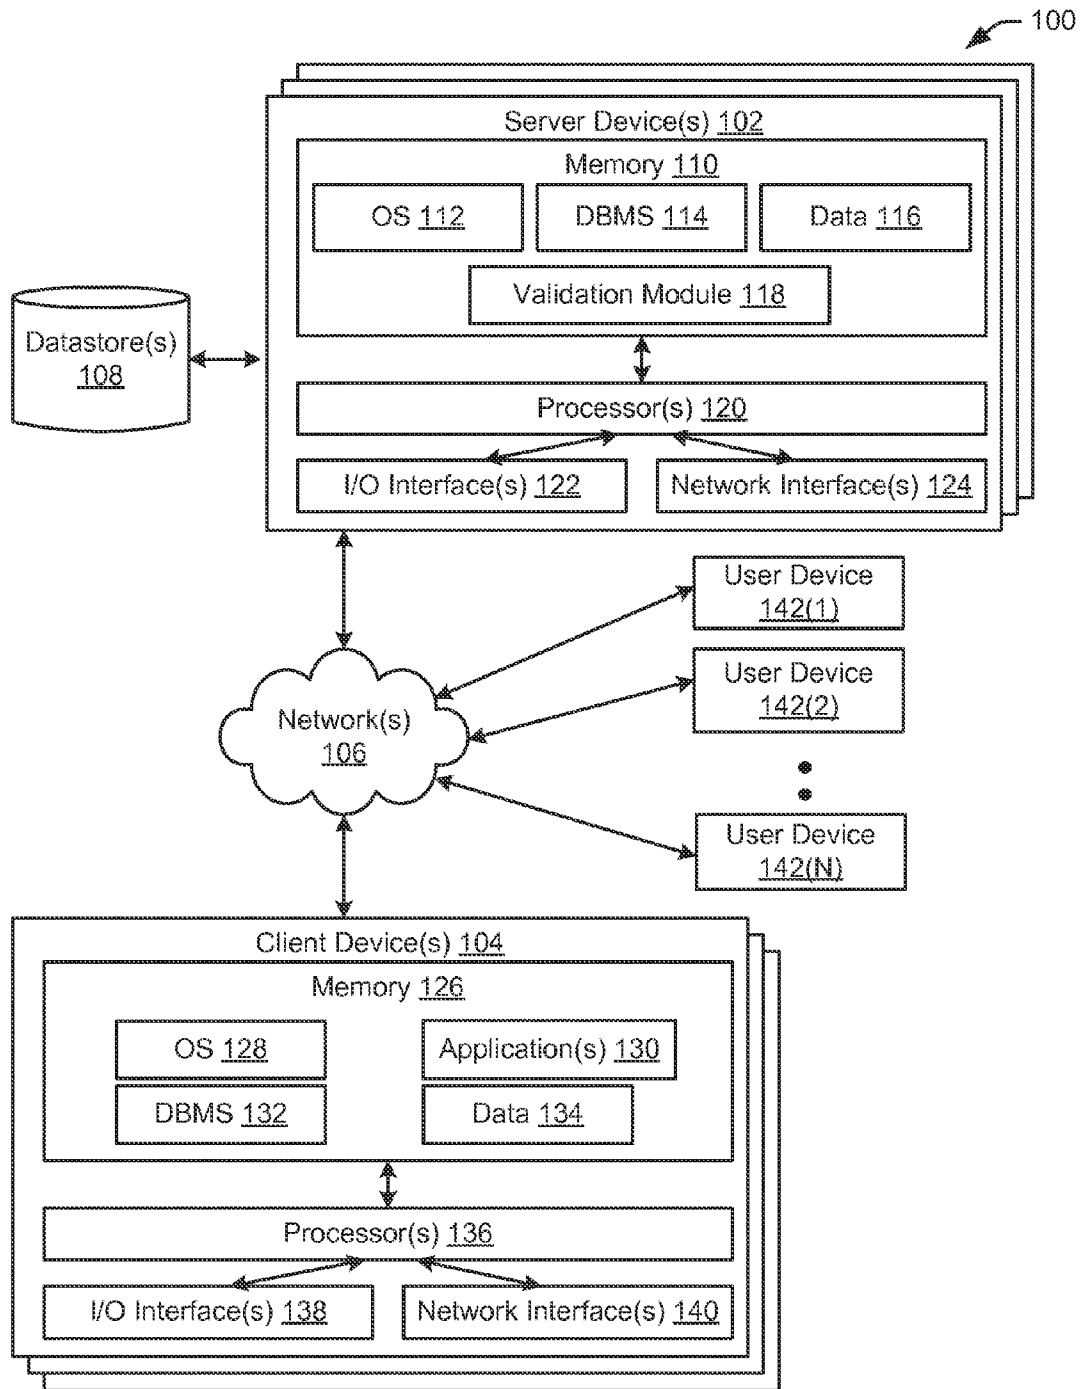 100
Server Device(s) 102
Memory 110
OS 112
DBMS 114
Data 116
Validation Module 118
Datastore(s)
108
Processor(s) 120
I/O Interface(s) 122
Network Interface(s) 124
User Device
142(1)
User Device
142(2)
Network(s)
106
User Device
142(N)
Client Device(s) 104
Memory 126
OS 128
Application(s) 130
DBMS 132
Data 134
Processor(s) 136
I/O Interface(s) 138
Network Interface(s) 140